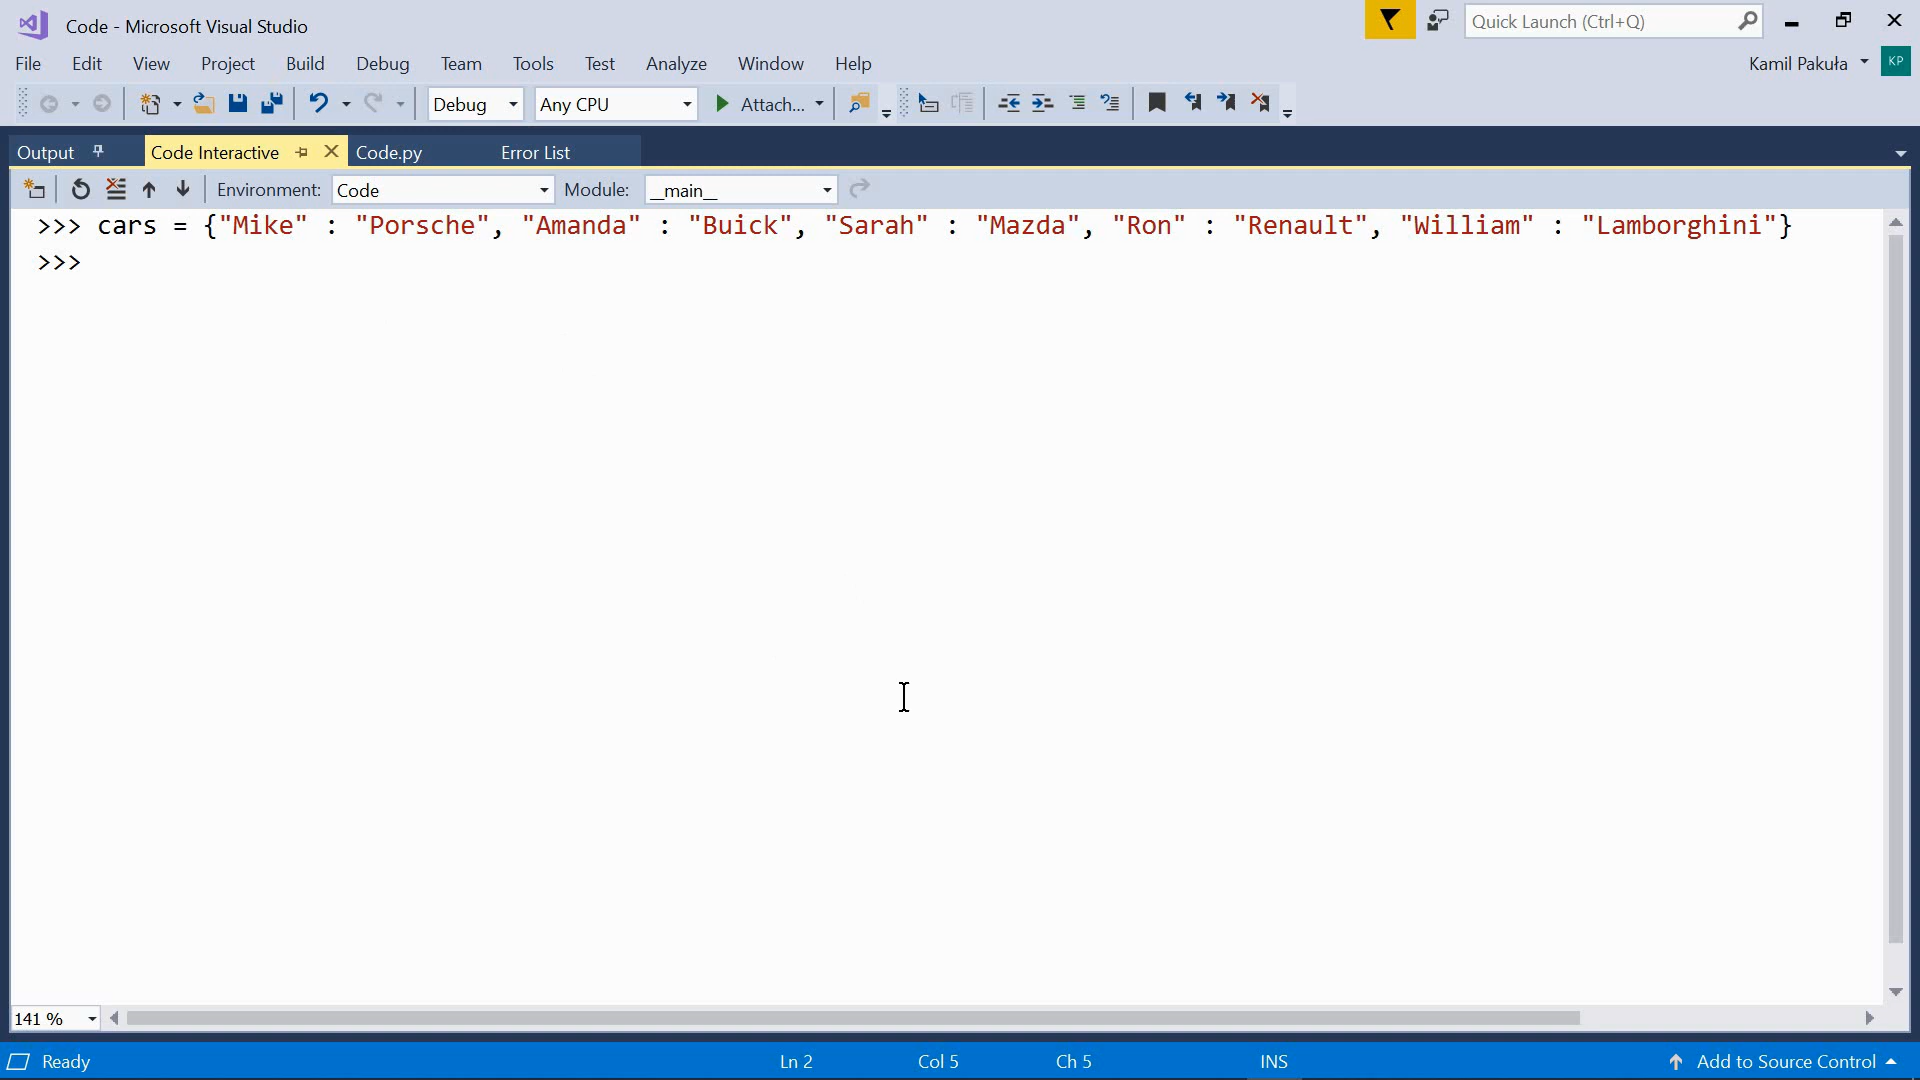 Code - Microsoft Visual Studio
Quick Launch (Ctrl+Q)
File Edit View Project Build Debug Team Tools Test Analyze Window Help
Kamil Pakuła KP
Debug Any CPU Attach...
Output Code Interactive Code.py Error List
Environment: Code Module: __main__
>>> cars = {"Mike" : "Porsche", "Amanda" : "Buick", "Sarah" : "Mazda", "Ron" : "Renault", "William" : "Lamborghini"}
>>>
141 %
Ready Ln 2 Col 5 Ch 5 INS Add to Source Control